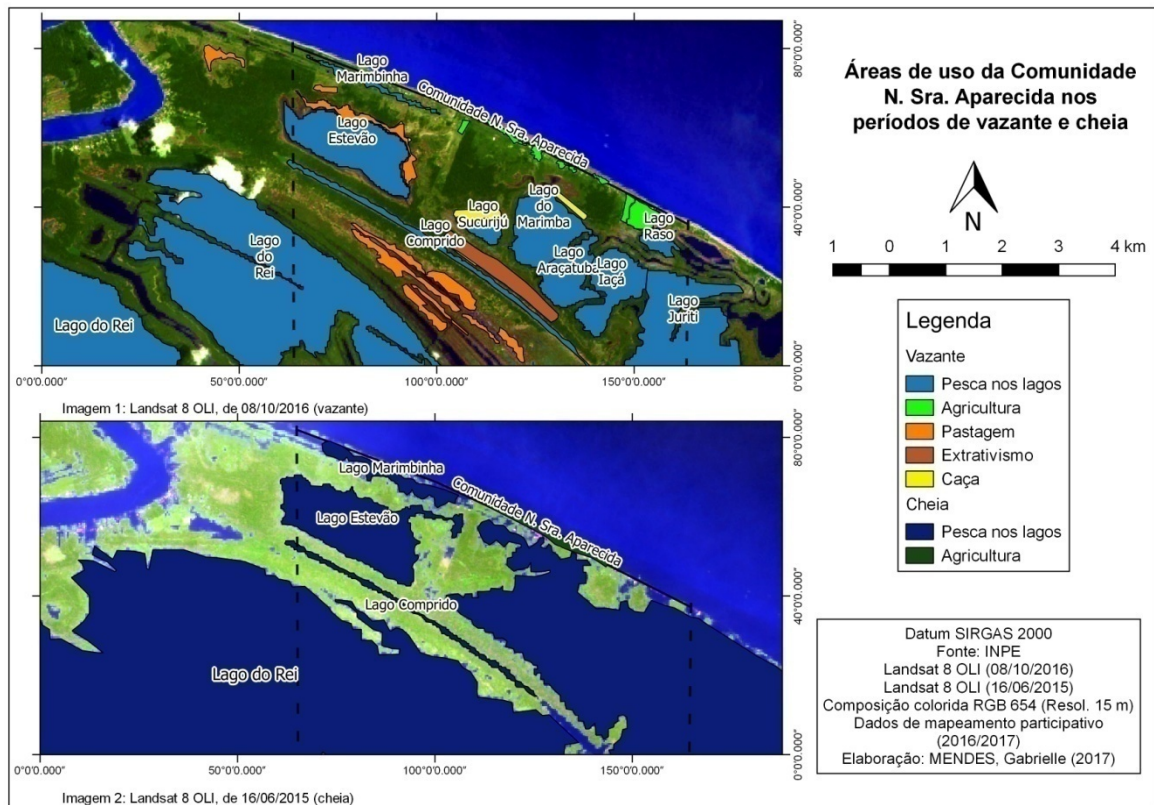 Áreas de uso da Comunidade
N. Sra. Aparecida nos
períodos de vazante e cheia
N
1 0 1 2 3 4 km
Legenda
Vazante
Pesca nos lagos
Agricultura
Pastagem
Extrativismo
Caça
Cheia
Pesca nos lagos
Agricultura
Datum SIRGAS 2000
Fonte: INPE
Landsat 8 OLI (08/10/2016)
Landsat 8 OLI (16/06/2015)
Composição colorida RGB 654 (Resol. 15 m)
Dados de mapeamento participativo
(2016/2017)
Elaboração: MENDES, Gabrielle (2017)
Lago
Marimbinha
Comunidade N. Sra. Aparecida
Lago
Estevão
Lago
do
Marimba
Lago
Sucurijú
Lago
Raso
Lago
Comprido
Lago
do
Rei
Lago
Araçatuba
Lago
Iaçá
Lago
Juriti
Lago do Rei
80°0'0.000"
40°0'0.000"
0°0'0.000"
0°0'0.000" 50°0'0.000" 100°0'0.000" 150°0'0.000"
Imagem 1: Landsat 8 OLI, de 08/10/2016 (vazante)
Lago Marimbinha
Comunidade N. Sra. Aparecida
Lago Estevão
Lago Comprido
Lago do Rei
80°0'0.000"
40°0'0.000"
0°0'0.000"
0°0'0.000" 50°0'0.000" 100°0'0.000" 150°0'0.000"
Imagem 2: Landsat 8 OLI, de 16/06/2015 (cheia)